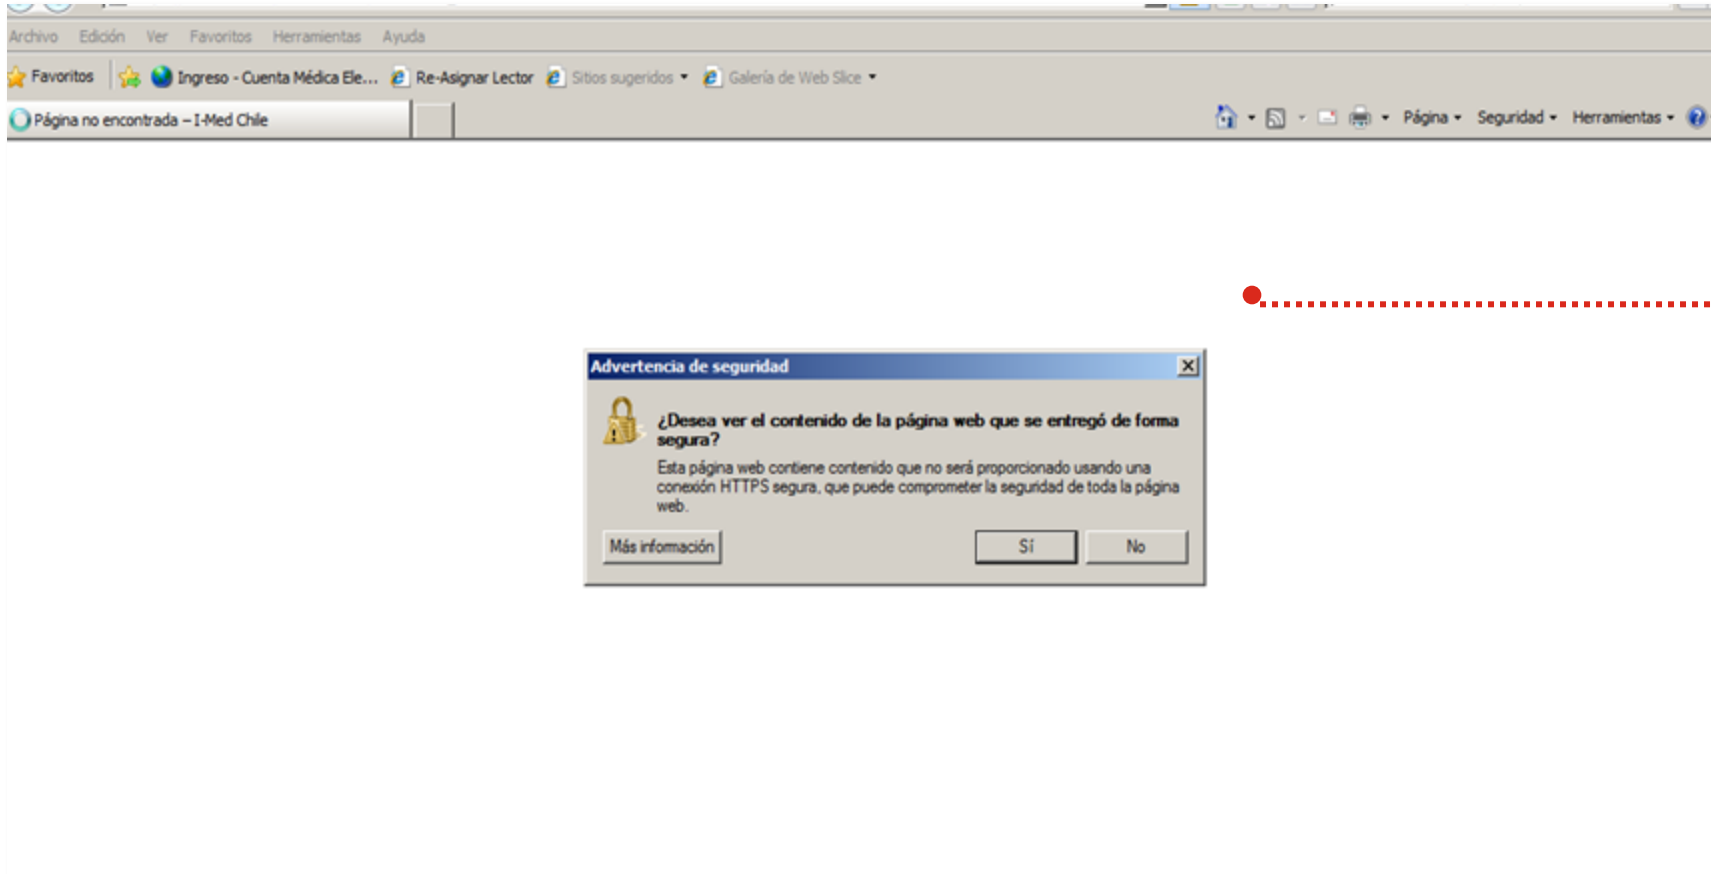 Archivo Edición Ver Favoritos Herramientas Ayuda
Favoritos Ingreso - Cuenta Médica Ele... Re-Asignar Lector Sitios sugeridos Galería de Web Slice
Página no encontrada – I-Med Chile Página Seguridad Herramientas
Advertencia de seguridad
¿Desea ver el contenido de la página web que se entregó de forma
segura?
Esta página web contiene contenido que no será proporcionado usando una
conexión HTTPS segura, que puede comprometer la seguridad de toda la página
web.
Más información Sí No